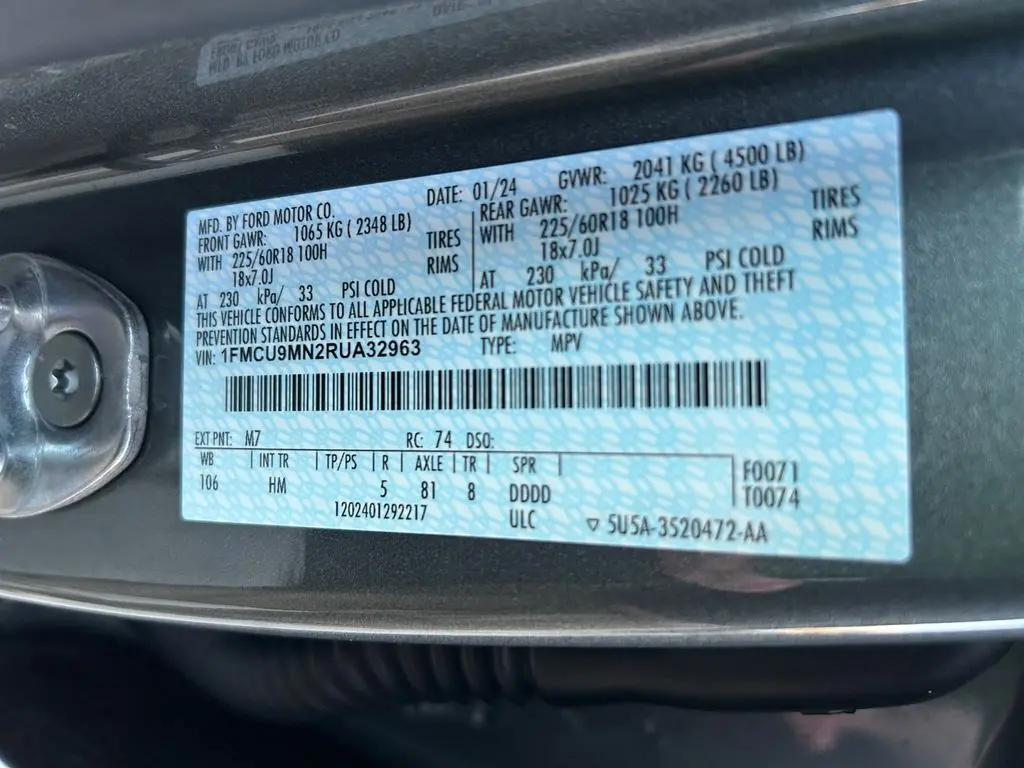 MFD. BY FORD MOTOR CO
MFD. BY FORD MOTOR CO.
DATE: 01/24 GVWR: 2041 KG ( 4500 LB)
FRONT GAWR: 1065 KG ( 2348 LB)
REAR GAWR: 1025 KG ( 2260 LB)
WITH 225/60R18 100H TIRES
WITH 225/60R18 100H TIRES
18x7.0J RIMS
18x7.0J RIMS
AT 230 kPa/ 33 PSI COLD
AT 230 kPa/ 33 PSI COLD
THIS VEHICLE CONFORMS TO ALL APPLICABLE FEDERAL MOTOR VEHICLE SAFETY AND THEFT
PREVENTION STANDARDS IN EFFECT ON THE DATE OF MANUFACTURE SHOWN ABOVE.
VIN: 1FMCU9MN2RUA32963 TYPE: MPV
EXT PNT: M7 RC: 74 DSO:
WB INT TR TP/PS R AXLE TR SPR F0071
106 HM 5 81 8 DDDD T0074
1202401292217 ULC ▽ 5U5A-3520472-AA